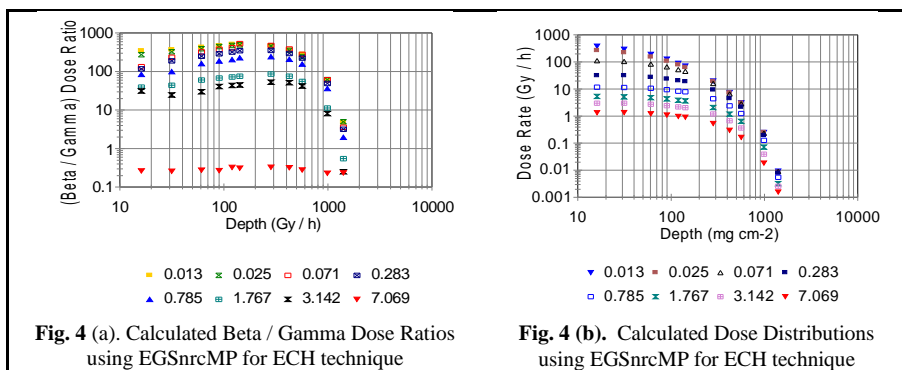 (Beta / Gamma) Dose Ratio
1000
100
10
1
0.1
10 100 1000 10000
Depth (Gy / h)
0.013 0.025 0.071 0.283
0.785 1.767 3.142 7.069
Fig. 4 (a). Calculated Beta / Gamma Dose Ratios
using EGSnrcMP for ECH technique
Dose Rate (Gy / h)
1000
100
10
1
0.1
0.01
0.001
10 100 1000 10000
Depth (mg cm-2)
0.013 0.025 0.071 0.283
0.785 1.767 3.142 7.069
Fig. 4 (b). Calculated Dose Distributions
using EGSnrcMP for ECH technique